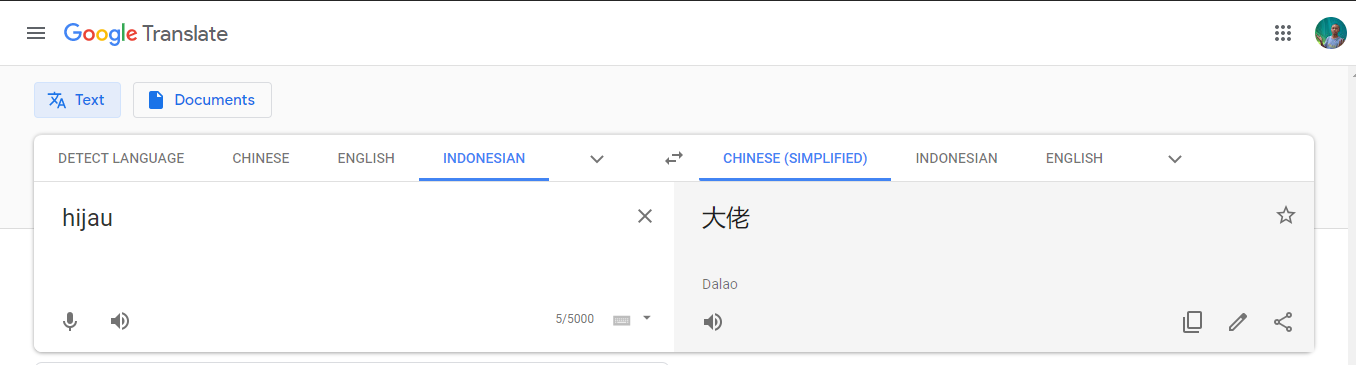 Google Translate
Text
Documents
DETECT LANGUAGE CHINESE ENGLISH INDONESIAN CHINESE (SIMPLIFIED) INDONESIAN ENGLISH
hijau
大佬
Dalao
5/5000